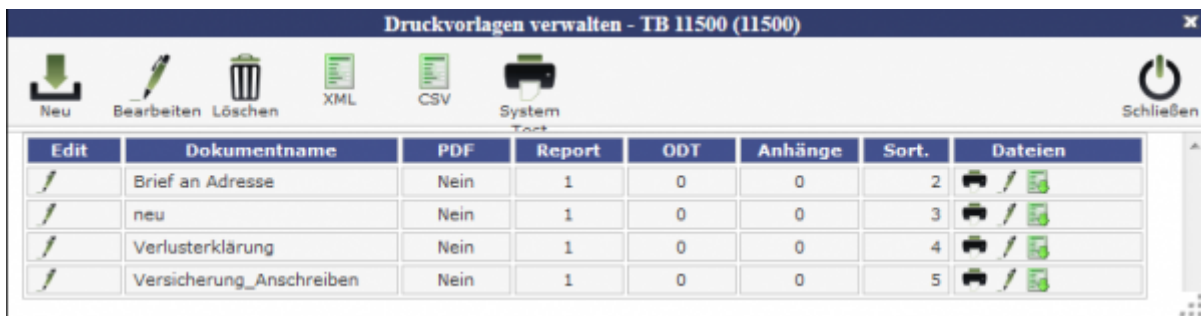 Druckvorlagen verwalten - TB 11500 (11500)
Neu Bearbeiten Löschen XML CSV System Test Schließen
Edit Dokumentname PDF Report ODT Anhänge Sort. Dateien
Brief an Adresse Nein 1 0 0 2
neu Nein 1 0 0 3
Verlusterklärung Nein 1 0 0 4
Versicherung_Anschreiben Nein 1 0 0 5